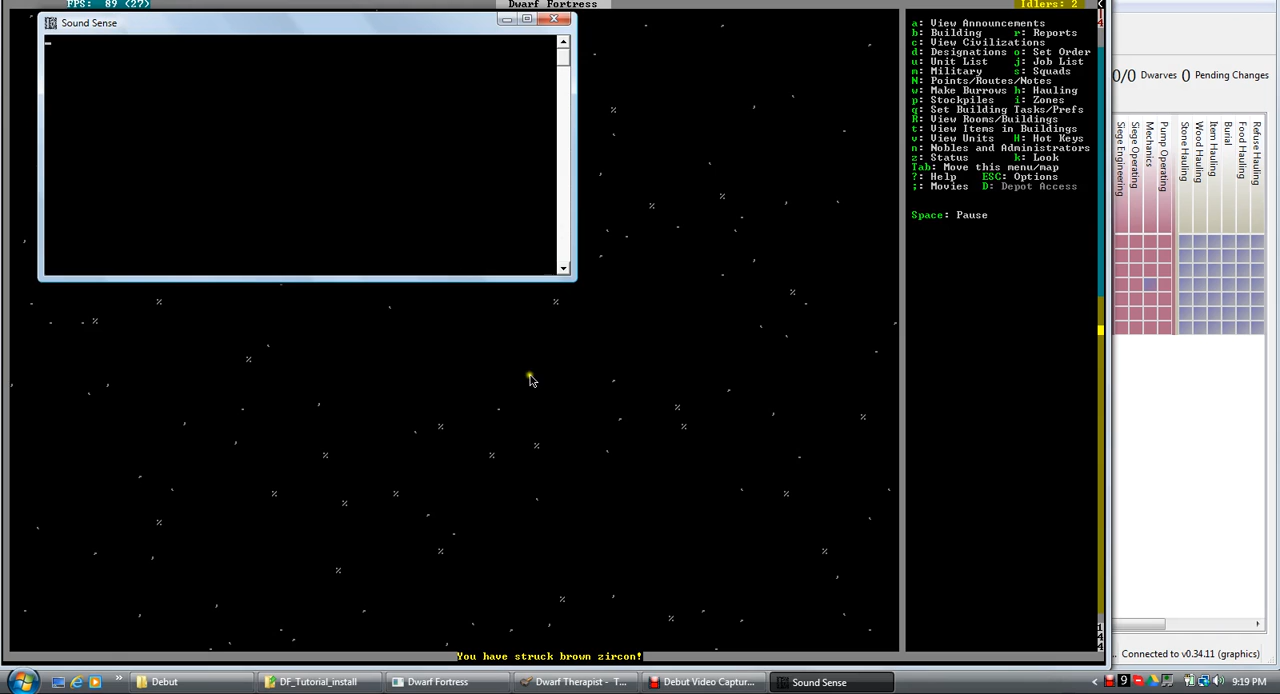 FPS: 89 (27)
Dwarf Fortress
Idlers: 2
Sound Sense
a: View Announcements
b: Building r: Reports
c: View Civilizations
d: Designations o: Set Order
u: Unit List j: Job List
m: Military s: Squads
N: Points/Routes/Notes
w: Make Burrows h: Hauling
p: Stockpiles i: Zones
q: Set Building Tasks/Prefs
R: View Rooms/Buildings
t: View Items in Buildings
v: View Units H: Hot Keys
n: Nobles and Administrators
z: Status k: Look
Tab: Move this menu/map
?: Help ESC: Options
;: Movies D: Depot Access
Space: Pause
0/0 Dwarves 0 Pending Changes
Siege Engineering
Siege Operating
Mechanics
Pump Operating
Stone Hauling
Wood Hauling
Item Hauling
Burial
Food Hauling
Refuse Hauling
You have struck brown zircon!
Connected to v0.34.11 (graphics)
Debut
DF_Tutorial_install
Dwarf Fortress
Dwarf Therapist - T...
Debut Video Captur...
Sound Sense
9:19 PM